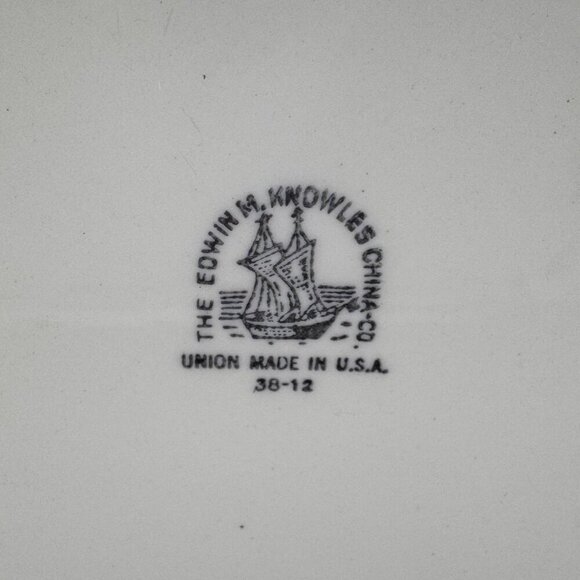 THE EDWIN M. KNOWLES CHINA-CO.
UNION MADE IN U.S.A.
38-12